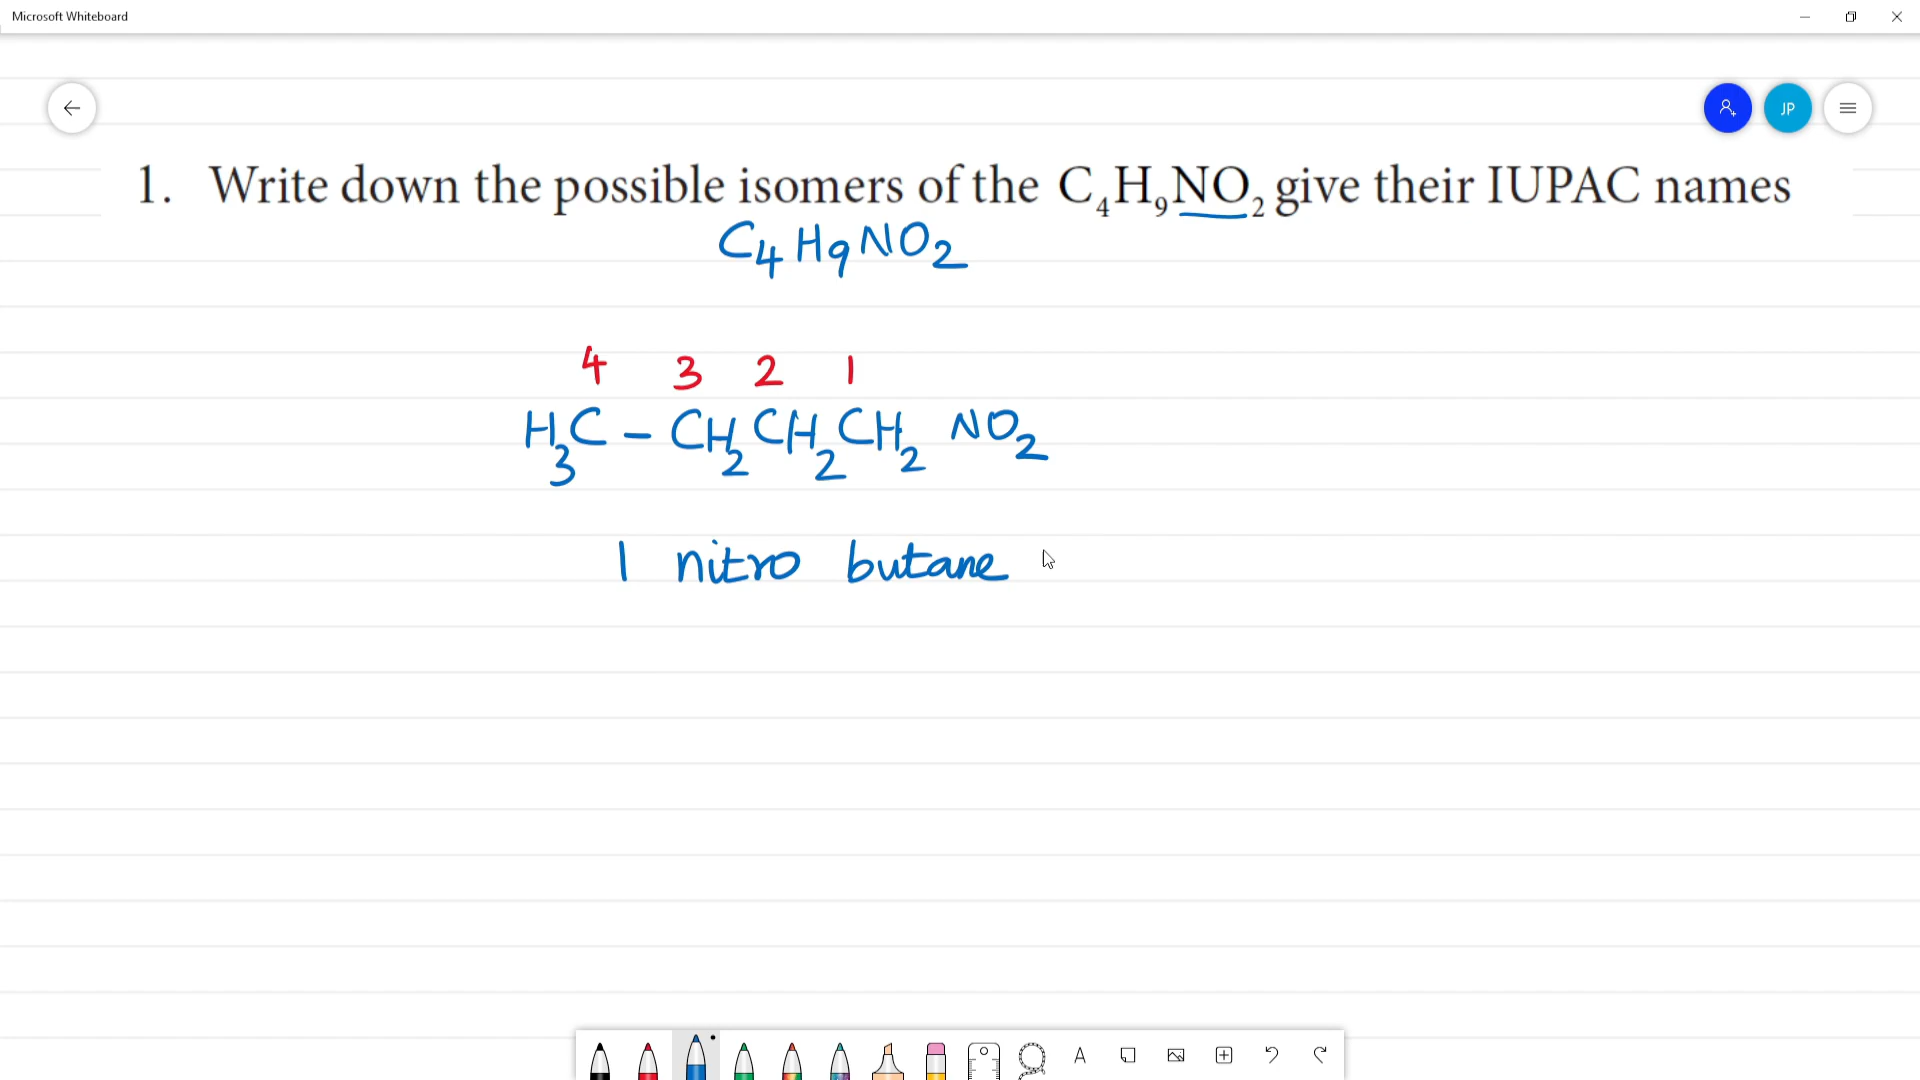 Microsoft Whiteboard
JP
1. Write down the possible isomers of the C₄H₉NO₂ give their IUPAC names
C₄H₉NO₂
4 3 2 1
H₃C – CH₂CH₂CH₂ NO₂
1 nitro butane
A